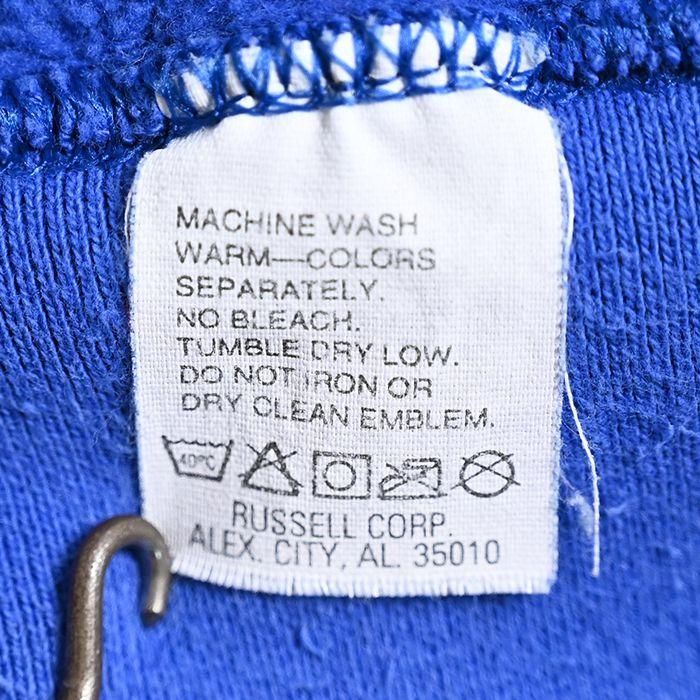 MACHINE WASH
WARM—COLORS
SEPARATELY.
NO BLEACH.
TUMBLE DRY LOW.
DO NOT IRON OR
DRY CLEAN EMBLEM.
40ºC
RUSSELL CORP.
ALEX. CITY, AL. 35010